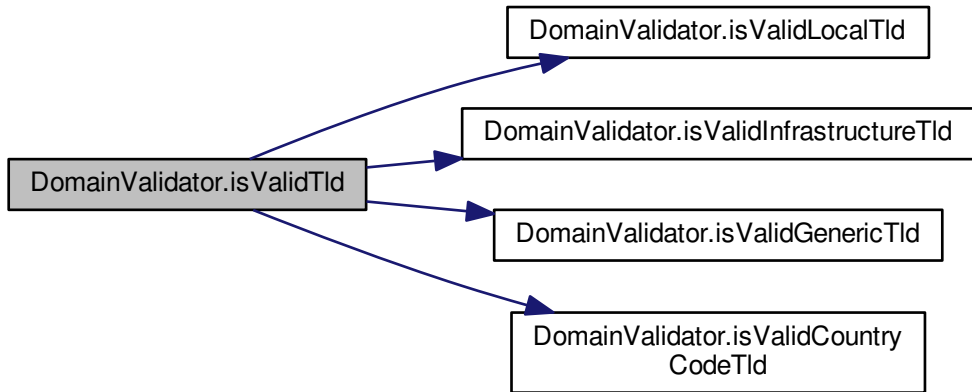 DomainValidator.isValidLocalTld
DomainValidator.isValidInfrastructureTld
DomainValidator.isValidTld
DomainValidator.isValidGenericTld
DomainValidator.isValidCountry
CodeTld